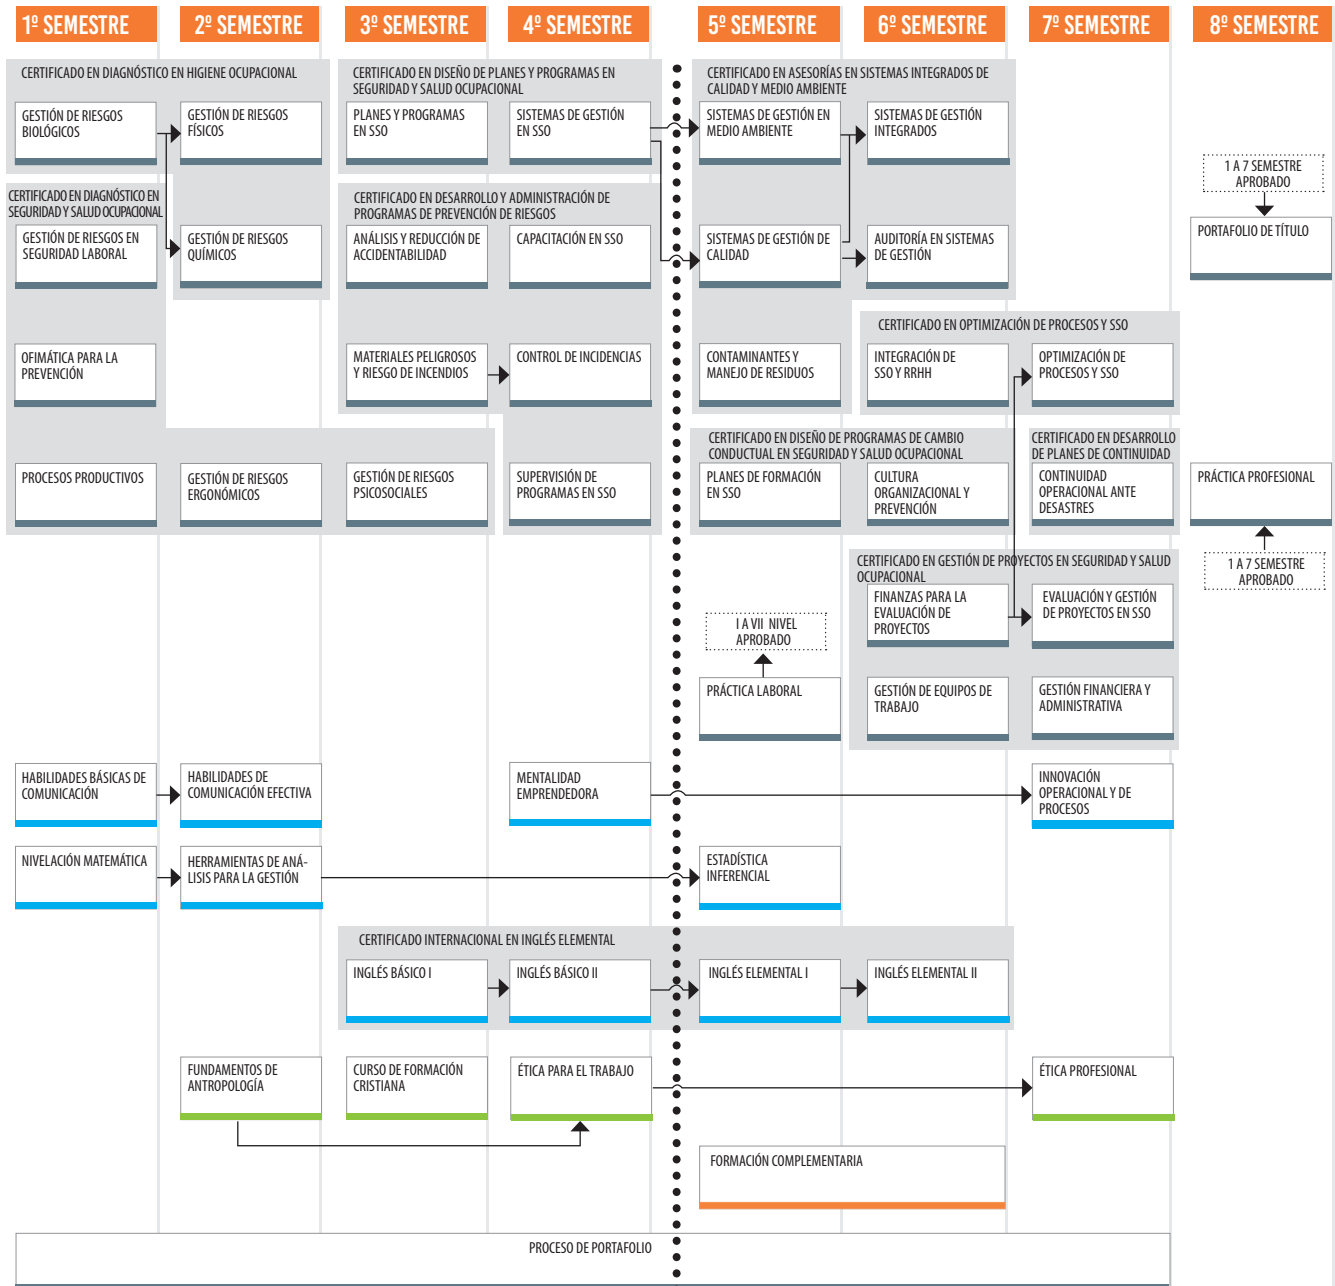 1º SEMESTRE
2º SEMESTRE
3º SEMESTRE
4º SEMESTRE
5º SEMESTRE
6º SEMESTRE
7º SEMESTRE
8º SEMESTRE
CERTIFICADO EN DIAGNÓSTICO EN HIGIENE OCUPACIONAL
CERTIFICADO EN DISEÑO DE PLANES Y PROGRAMAS EN
SEGURIDAD Y SALUD OCUPACIONAL
CERTIFICADO EN ASESORÍAS EN SISTEMAS INTEGRADOS DE
CALIDAD Y MEDIO AMBIENTE
GESTIÓN DE RIESGOS
BIOLÓGICOS
GESTIÓN DE RIESGOS
FÍSICOS
PLANES Y PROGRAMAS
EN SSO
SISTEMAS DE GESTIÓN
EN SSO
SISTEMAS DE GESTIÓN EN
MEDIO AMBIENTE
SISTEMAS DE GESTIÓN
INTEGRADOS
1 A 7 SEMESTRE
APROBADO
CERTIFICADO EN DIAGNÓSTICO EN
SEGURIDAD Y SALUD OCUPACIONAL
CERTIFICADO EN DESARROLLO Y ADMINISTRACIÓN DE
PROGRAMAS DE PREVENCIÓN DE RIESGOS
GESTIÓN DE RIESGOS EN
SEGURIDAD LABORAL
GESTIÓN DE RIESGOS
QUÍMICOS
ANÁLISIS Y REDUCCIÓN DE
ACCIDENTABILIDAD
CAPACITACIÓN EN SSO
SISTEMAS DE GESTIÓN DE
CALIDAD
AUDITORÍA EN SISTEMAS
DE GESTIÓN
PORTAFOLIO DE TÍTULO
CERTIFICADO EN OPTIMIZACIÓN DE PROCESOS Y SSO
OFIMÁTICA PARA LA
PREVENCIÓN
MATERIALES PELIGROSOS
Y RIESGO DE INCENDIOS
CONTROL DE INCIDENCIAS
CONTAMINANTES Y
MANEJO DE RESIDUOS
INTEGRACIÓN DE
SSO Y RRHH
OPTIMIZACIÓN DE
PROCESOS Y SSO
CERTIFICADO EN DISEÑO DE PROGRAMAS DE CAMBIO
CONDUCTUAL EN SEGURIDAD Y SALUD OCUPACIONAL
CERTIFICADO EN DESARROLLO
DE PLANES DE CONTINUIDAD
PROCESOS PRODUCTIVOS
GESTIÓN DE RIESGOS
ERGONÓMICOS
GESTIÓN DE RIESGOS
PSICOSOCIALES
SUPERVISIÓN DE
PROGRAMAS EN SSO
PLANES DE FORMACIÓN
EN SSO
CULTURA
ORGANIZACIONAL Y
PREVENCIÓN
CONTINUIDAD
OPERACIONAL ANTE
DESASTRES
PRÁCTICA PROFESIONAL
1 A 7 SEMESTRE
APROBADO
CERTIFICADO EN GESTIÓN DE PROYECTOS EN SEGURIDAD Y SALUD
OCUPACIONAL
FINANZAS PARA LA
EVALUACIÓN DE
PROYECTOS
EVALUACIÓN Y GESTIÓN
DE PROYECTOS EN SSO
I A VII NIVEL
APROBADO
PRÁCTICA LABORAL
GESTIÓN DE EQUIPOS DE
TRABAJO
GESTIÓN FINANCIERA Y
ADMINISTRATIVA
HABILIDADES BÁSICAS DE
COMUNICACIÓN
HABILIDADES DE
COMUNICACIÓN EFECTIVA
MENTALIDAD
EMPRENDEDORA
INNOVACIÓN
OPERACIONAL Y DE
PROCESOS
NIVELACIÓN MATEMÁTICA
HERRAMIENTAS DE ANÁ-
LISIS PARA LA GESTIÓN
ESTADÍSTICA
INFERENCIAL
CERTIFICADO INTERNACIONAL EN INGLÉS ELEMENTAL
INGLÉS BÁSICO I
INGLÉS BÁSICO II
INGLÉS ELEMENTAL I
INGLÉS ELEMENTAL II
FUNDAMENTOS DE
ANTROPOLOGÍA
CURSO DE FORMACIÓN
CRISTIANA
ÉTICA PARA EL TRABAJO
ÉTICA PROFESIONAL
FORMACIÓN COMPLEMENTARIA
PROCESO DE PORTAFOLIO